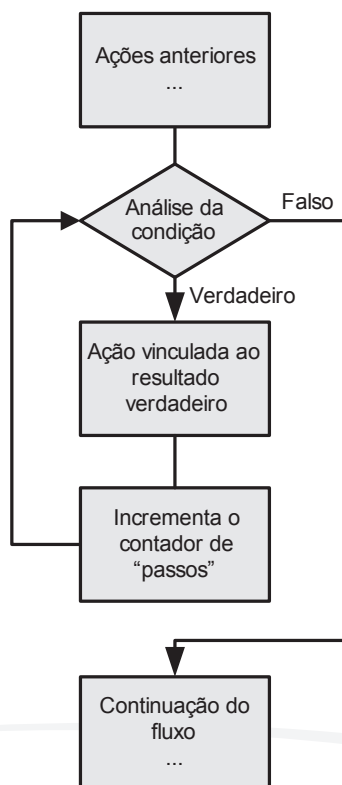 Ações anteriores
...
Análise da
condição
Falso
Verdadeiro
Ação vinculada ao
resultado
verdadeiro
Incrementa o
contador de
“passos”
Continuação do
fluxo
...